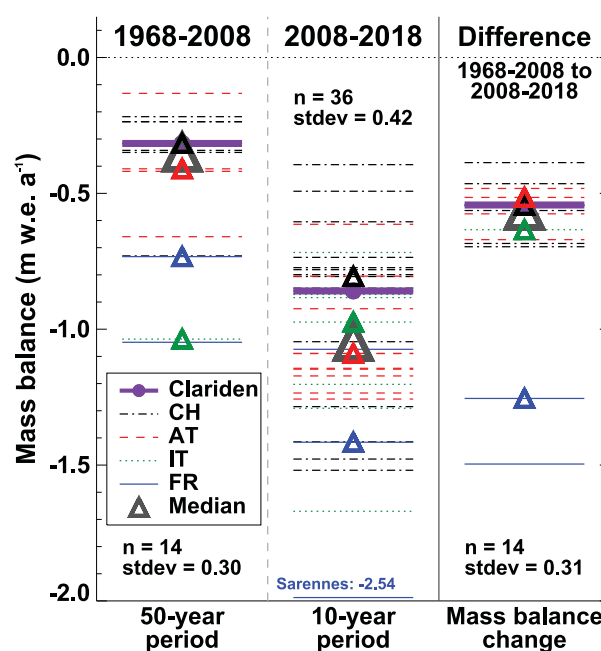 1968-2008
2008-2018
Difference
0.0
1968-2008 to
2008-2018
n = 36
stdev = 0.42
-0.5
-1.0
-1.5
-2.0
Mass balance (m w.e. a⁻¹)
Clariden
CH
AT
IT
FR
Median
n = 14
stdev = 0.30
Sarennes: -2.54
n = 14
stdev = 0.31
50-year
period
10-year
period
Mass balance
change